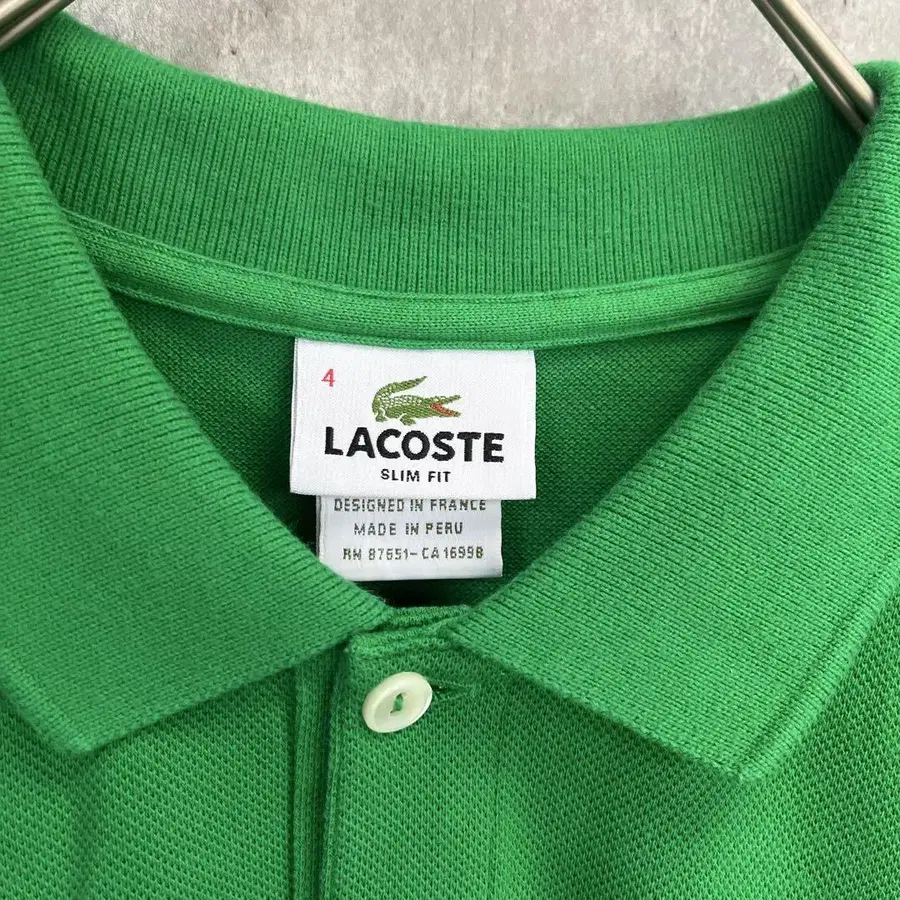 4
LACOSTE
SLIM FIT
DESIGNED IN FRANCE
MADE IN PERU
RN 87651-CA 16998